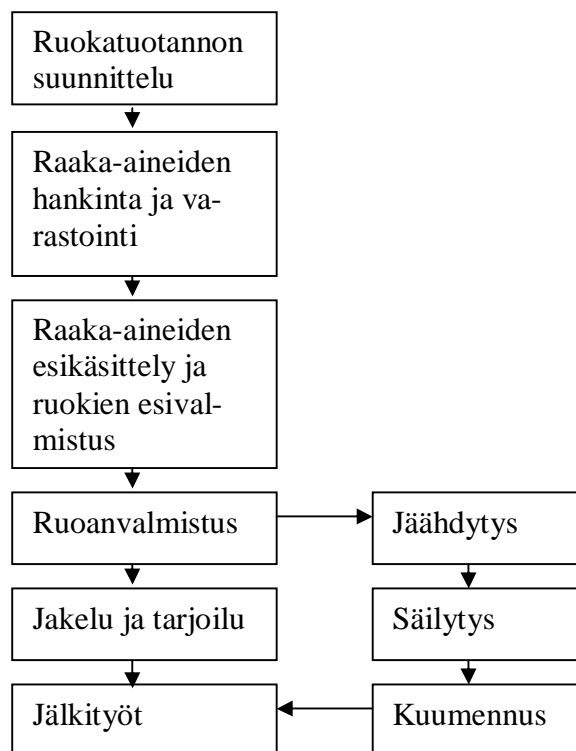 Ruokatuotannon
suunnittelu
Raaka-aineiden
hankinta ja va-
rastointi
Raaka-aineiden
esikäsittely ja
ruokien esival-
mistus
Ruoanvalmistus
Jäähdytys
Jakelu ja tarjoilu
Säilytys
Jälkityöt
Kuumennus